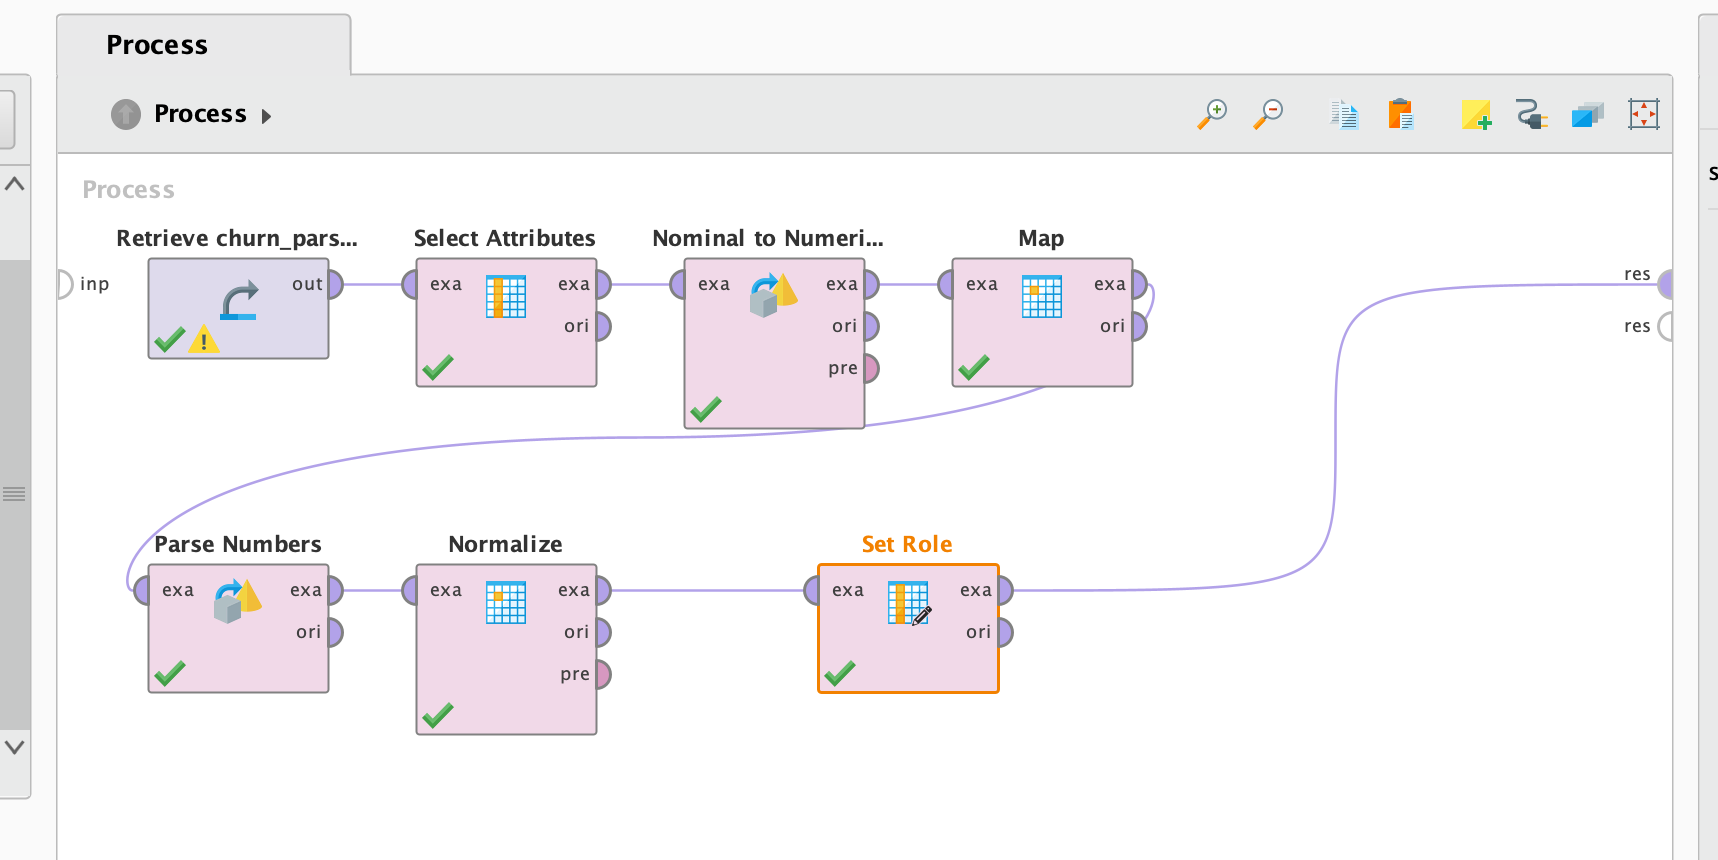 Process
Process
Process
Retrieve churn_pars...
Select Attributes
Nominal to Numeri...
Map
inp
out
exa
exa
ori
exa
exa
ori
pre
exa
exa
ori
res
res
Parse Numbers
Normalize
Set Role
exa
exa
ori
exa
exa
ori
pre
exa
exa
ori